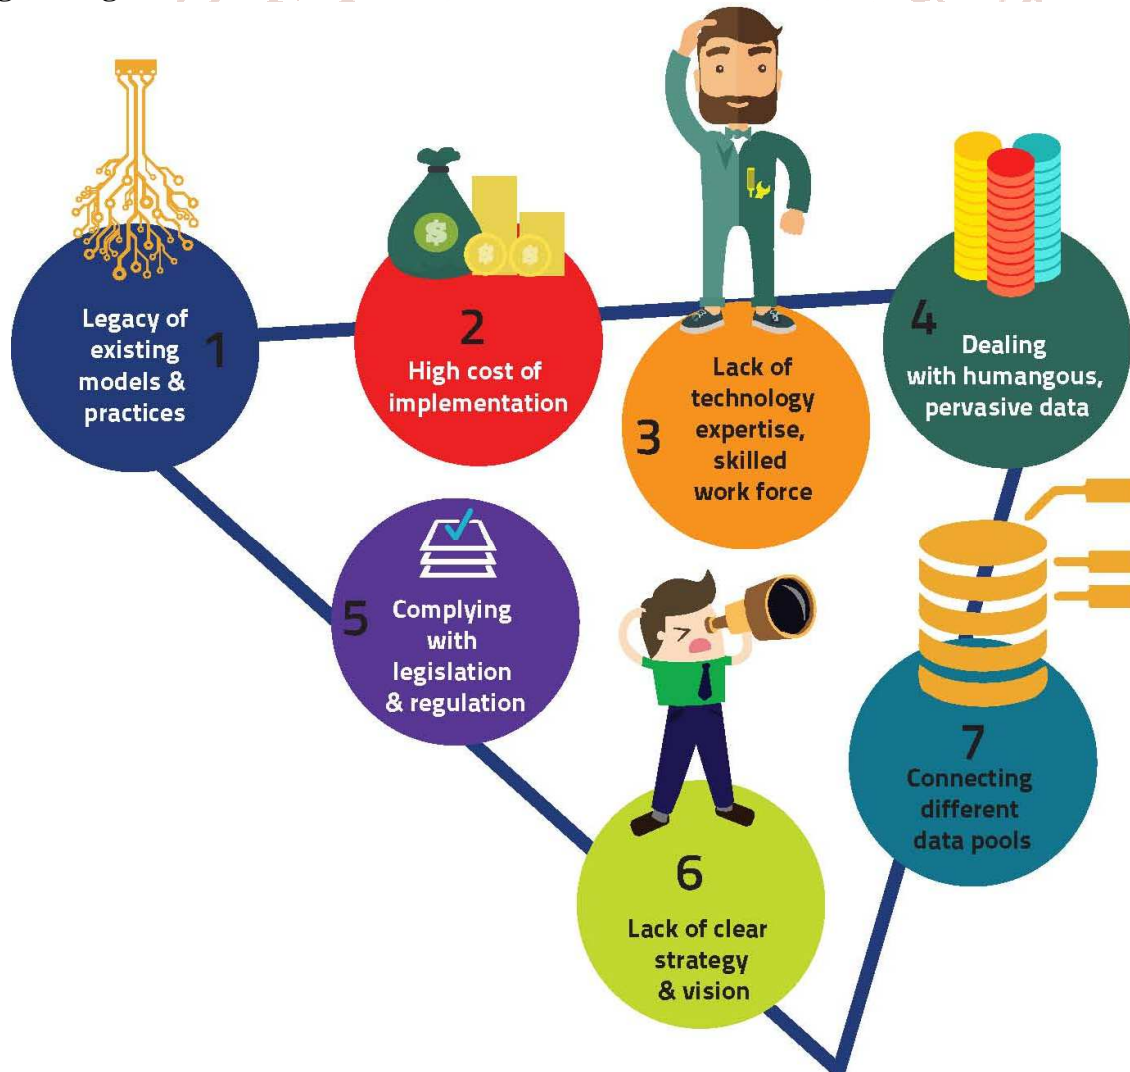 1
Legacy of
existing
models &
practices
2
High cost of
implementation
3
Lack of
technology
expertise,
skilled
work force
4
Dealing
with humangous,
pervasive data
5
Complying
with
legislation
& regulation
6
Lack of clear
strategy
& vision
7
Connecting
different
data pools
$
$
$